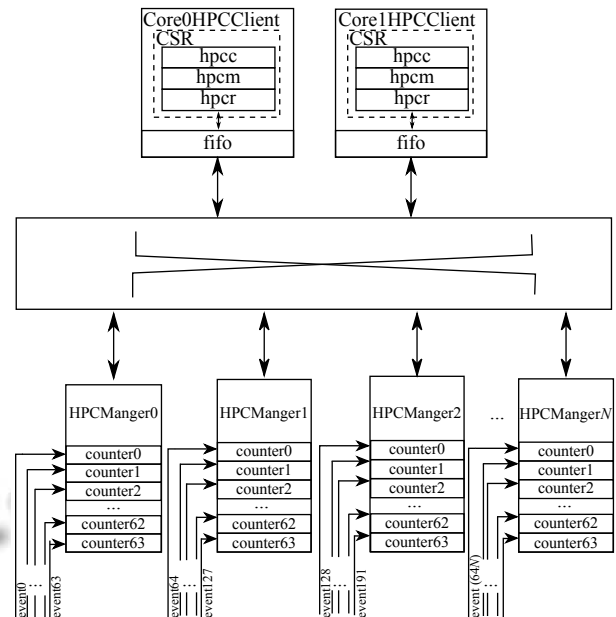 Core0HPCClient
CSR
hpcc
hpcm
hpcr
fifo
Core1HPCClient
CSR
hpcc
hpcm
hpcr
fifo
HPCManger0
counter0
counter1
counter2
...
counter62
counter63
event0
...
event63
HPCManger1
counter0
counter1
counter2
...
counter62
counter63
event64
...
event127
HPCManger2
counter0
counter1
counter2
...
counter62
counter63
event128
...
event191
...
HPCMangerN
counter0
counter1
counter2
...
counter62
counter63
event (64N)
...